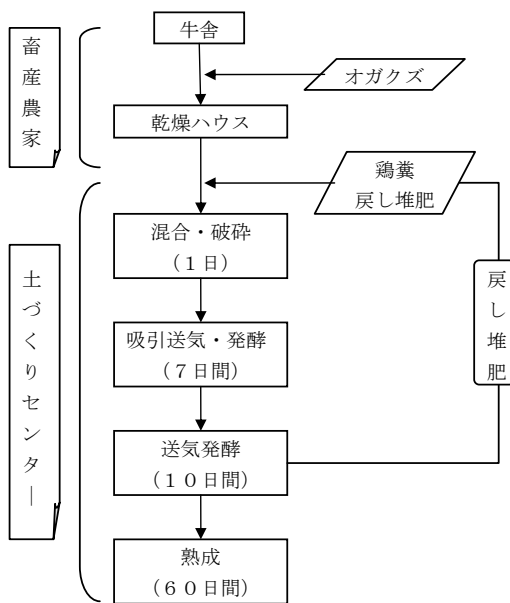 畜産農家
牛舎
オガクズ
乾燥ハウス
鶏糞
戻し堆肥
土づくりセンター
混合・破砕
（１日）
戻し堆肥
吸引送気・発酵
（７日間）
送気発酵
（１０日間）
熟成
（６０日間）